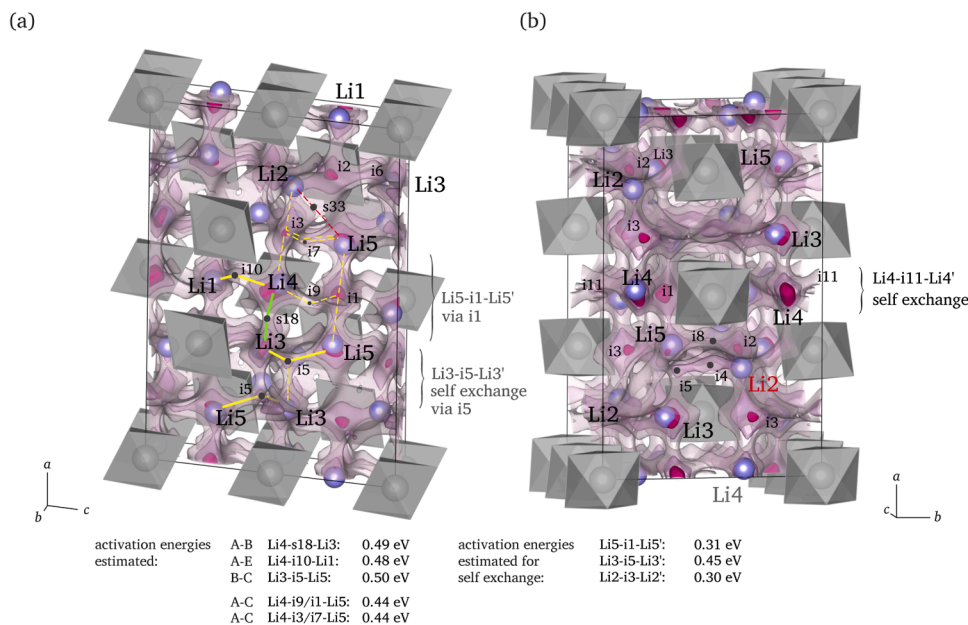 (a)
(b)
Li1
Li2
i2
i6
Li3
s33
i3
i7
Li5
i10
Li1
Li4
i9
i1
s18
Li3
Li5
i5
i5
Li5
Li3
Li5-i1-Li5'
via i1
Li3-i5-Li3'
self exchange
via i5
a
b
c
i2
Li3
Li5
Li2
i3
Li3
i11
Li4
i1
i11
Li4
Li4-i11-Li4'
self exchange
i3
Li5
i8
i2
i5
i4
Li2
Li2
Li3
i3
Li4
a
c
b
activation energies
estimated:
A-B Li4-s18-Li3: 0.49 eV
A-E Li4-i10-Li1: 0.48 eV
B-C Li3-i5-Li5: 0.50 eV
A-C Li4-i9/i1-Li5: 0.44 eV
A-C Li4-i3/i7-Li5: 0.44 eV
activation energies
estimated for
self exchange:
Li5-i1-Li5': 0.31 eV
Li3-i5-Li3': 0.45 eV
Li2-i3-Li2': 0.30 eV